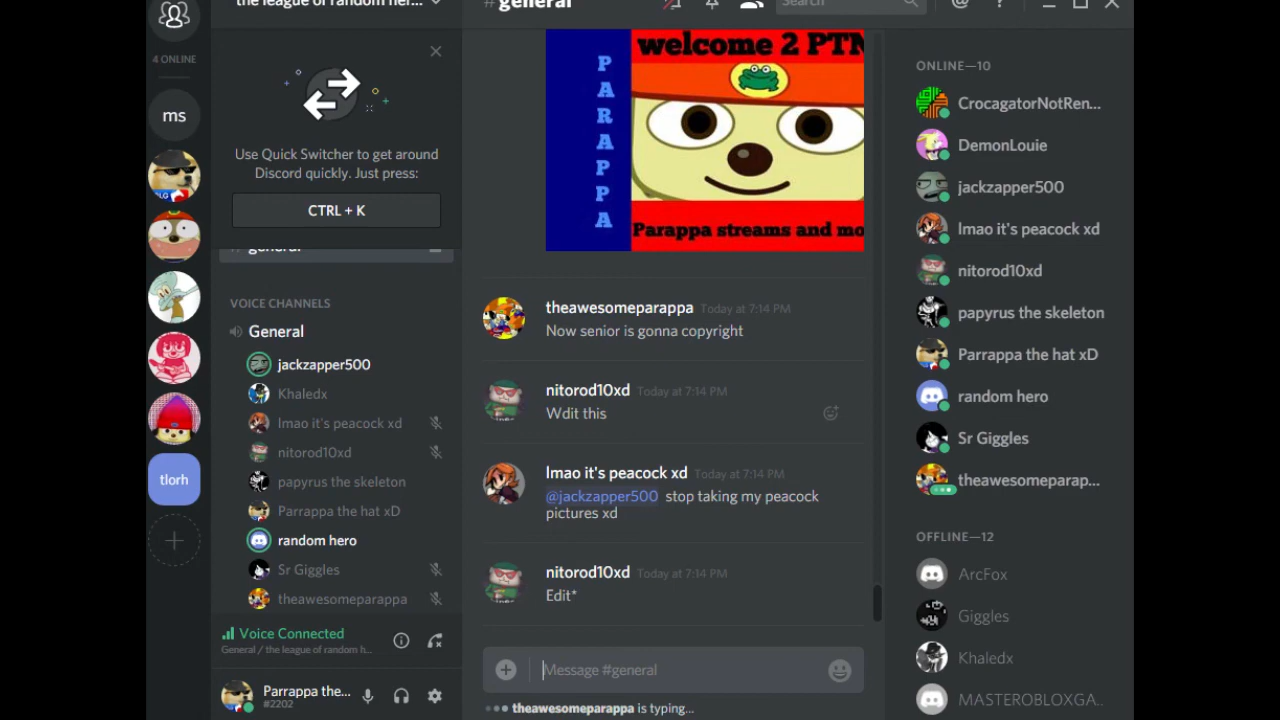 the league of random her...
#general
Search
4 ONLINE
ms
tlorh
Use Quick Switcher to get around
Discord quickly. Just press:
CTRL + K
general
VOICE CHANNELS
General
jackzapper500
Khaledx
lmao it's peacock xd
nitorod10xd
papyrus the skeleton
Parrappa the hat xD
random hero
Sr Giggles
theawesomeparappa
Voice Connected
General / the league of random h...
Parrappa the...
#2202
welcome 2 PTN
P
A
R
A
P
P
A
Parappa streams and mo
theawesomeparappa Today at 7:14 PM
Now senior is gonna copyright
nitorod10xd Today at 7:14 PM
Wdit this
lmao it's peacock xd Today at 7:14 PM
@jackzapper500 stop taking my peacock
pictures xd
nitorod10xd Today at 7:14 PM
Edit*
Message #general
theawesomeparappa is typing...
ONLINE—10
CrocagatorNotRen...
DemonLouie
jackzapper500
lmao it's peacock xd
nitorod10xd
papyrus the skeleton
Parrappa the hat xD
random hero
Sr Giggles
theawesomeparap...
OFFLINE—12
ArcFox
Giggles
Khaledx
MASTEROBLOXGA..